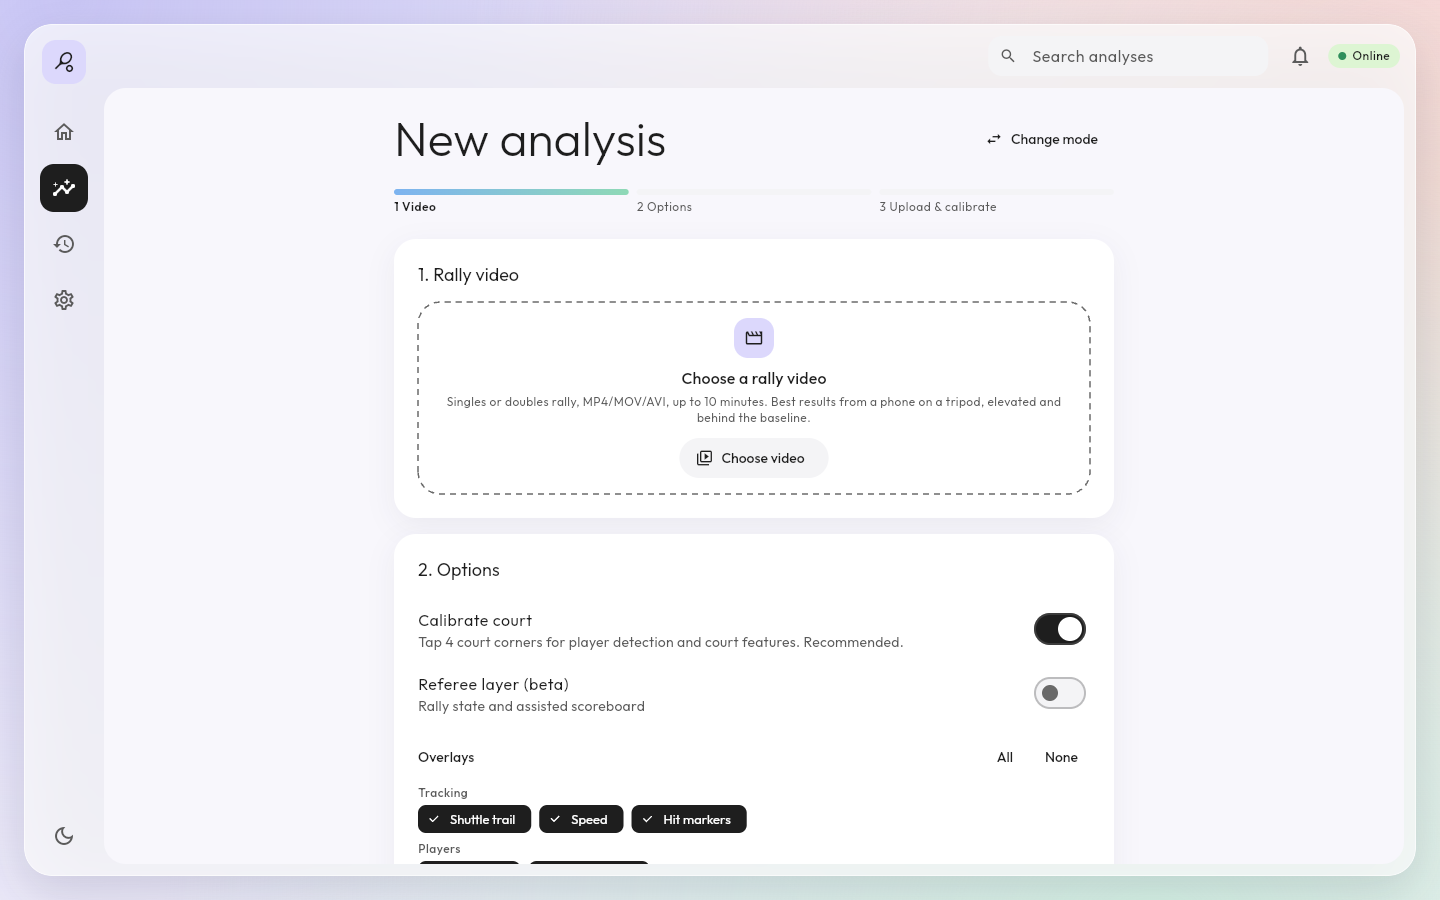 Search analyses
Online
New analysis
Change mode
1 Video
2 Options
3 Upload & calibrate
1. Rally video
Choose a rally video
Singles or doubles rally, MP4/MOV/AVI, up to 10 minutes. Best results from a phone on a tripod, elevated and
behind the baseline.
Choose video
2. Options
Calibrate court
Tap 4 court corners for player detection and court features. Recommended.
Referee layer (beta)
Rally state and assisted scoreboard
Overlays
All
None
Tracking
Shuttle trail
Speed
Hit markers
Players